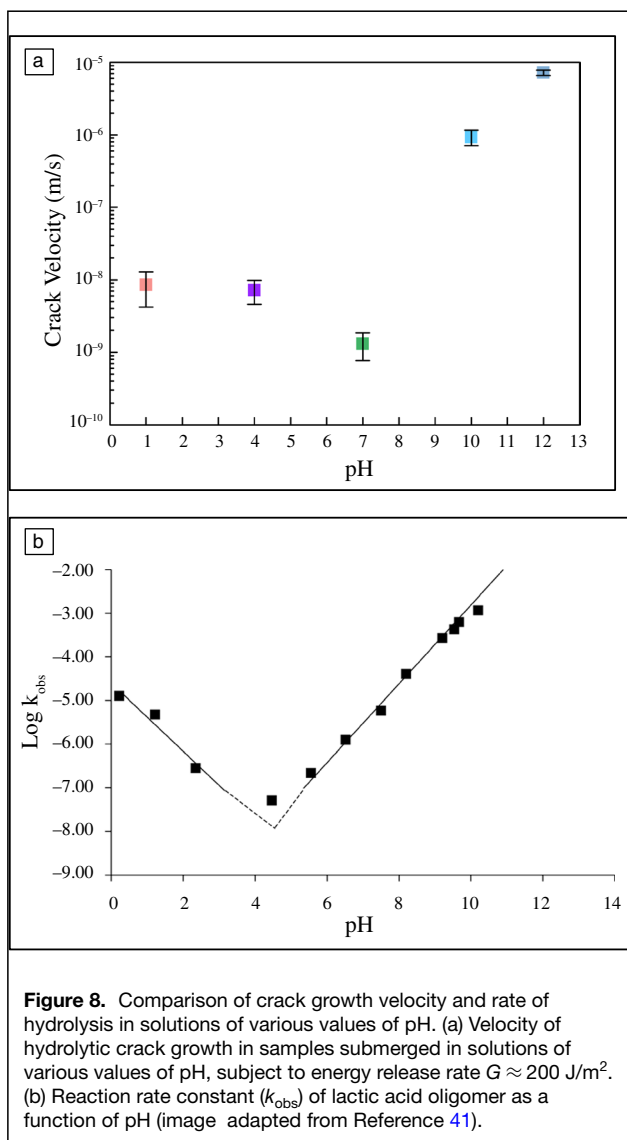 a
10⁻⁵
10⁻⁶
10⁻⁷
10⁻⁸
10⁻⁹
10⁻¹⁰
Crack Velocity (m/s)
0 1 2 3 4 5 6 7 8 9 10 11 12 13
pH
b
−2.00
−3.00
−4.00
−5.00
−6.00
−7.00
−8.00
−9.00
Log kobs
0 2 4 6 8 10 12 14
pH
Figure 8. Comparison of crack growth velocity and rate of
hydrolysis in solutions of various values of pH. (a) Velocity of
hydrolytic crack growth in samples submerged in solutions of
various values of pH, subject to energy release rate G ≈ 200 J/m².
(b) Reaction rate constant (kobs) of lactic acid oligomer as a
function of pH (image adapted from Reference 41).